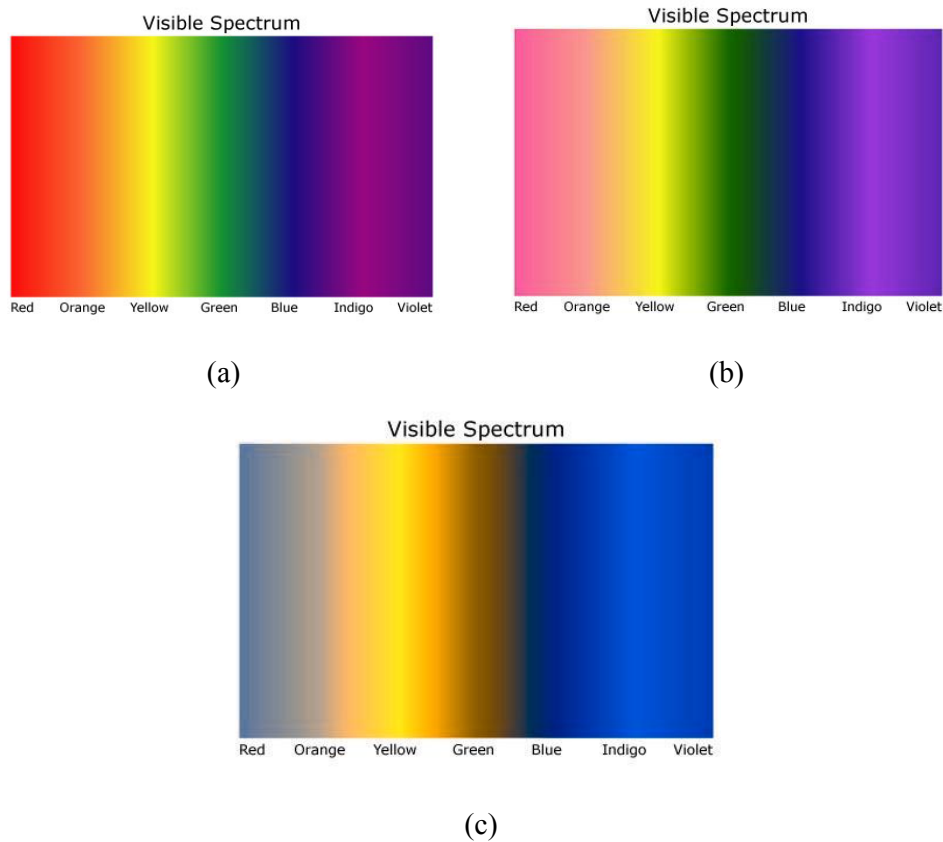 Visible Spectrum
Red Orange Yellow Green Blue Indigo Violet
(a)
Visible Spectrum
Red Orange Yellow Green Blue Indigo Violet
(b)
Visible Spectrum
Red Orange Yellow Green Blue Indigo Violet
(c)